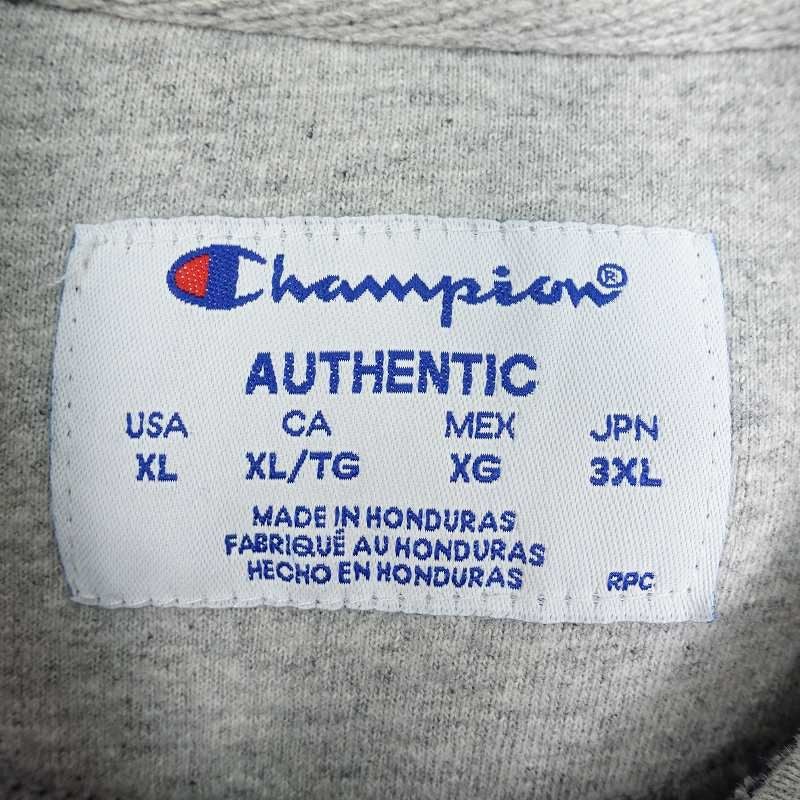 Champion®
AUTHENTIC
USA CA MEX JPN
XL XL/TG XG 3XL
MADE IN HONDURAS
FABRIQUÉ AU HONDURAS
HECHO EN HONDURAS
RPC